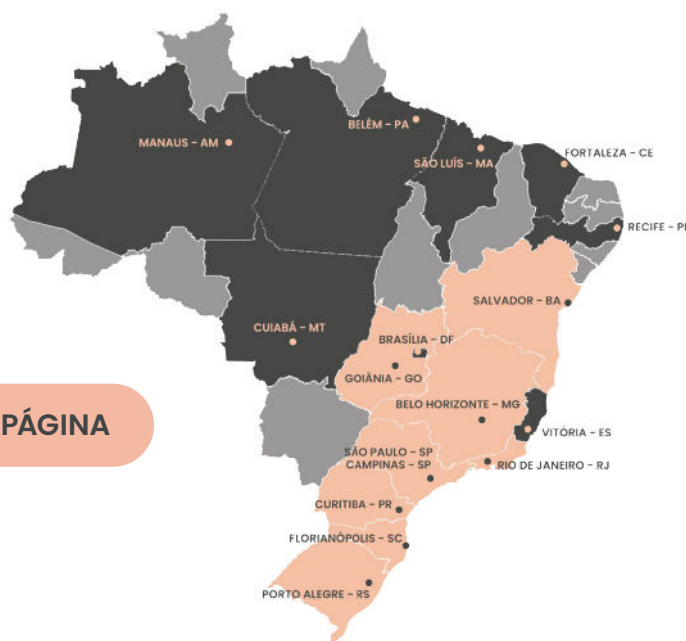 BELÉM - PA
MANAUS - AM
SÃO LUÍS - MA
FORTALEZA - CE
RECIFE - P
SALVADOR - BA
CUIABÁ - MT
BRASÍLIA - DF
GOIÂNIA - GO
BELO HORIZONTE - MG
PÁGINA
VITÓRIA - ES
SÃO PAULO - SP
CAMPINAS - SP
RIO DE JANEIRO - RJ
CURITIBA - PR
FLORIANÓPOLIS - SC
PORTO ALEGRE - RS